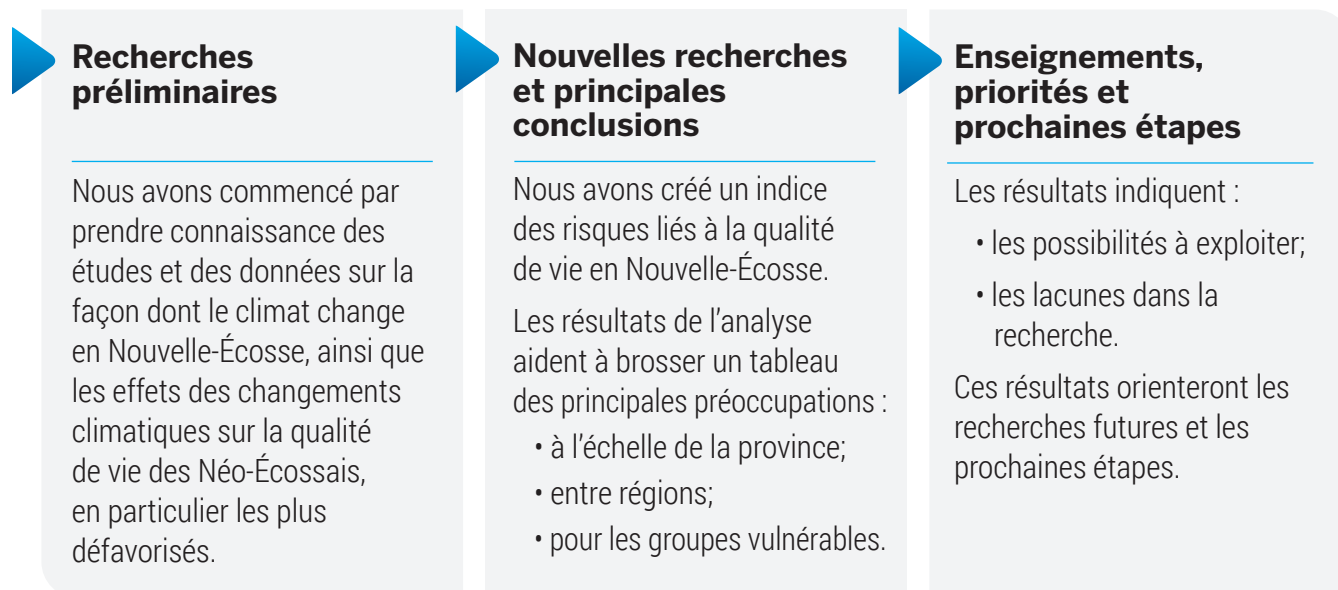 Recherches
préliminaires
Nous avons commencé par
prendre connaissance des
études et des données sur la
façon dont le climat change
en Nouvelle-Écosse, ainsi que
les effets des changements
climatiques sur la qualité
de vie des Néo-Écossais,
en particulier les plus
défavorisés.
Nouvelles recherches
et principales
conclusions
Nous avons créé un indice
des risques liés à la qualité
de vie en Nouvelle-Écosse.
Les résultats de l’analyse
aident à brosser un tableau
des principales préoccupations :
• à l’échelle de la province;
• entre régions;
• pour les groupes vulnérables.
Enseignements,
priorités et
prochaines étapes
Les résultats indiquent :
• les possibilités à exploiter;
• les lacunes dans la
recherche.
Ces résultats orienteront les
recherches futures et les
prochaines étapes.